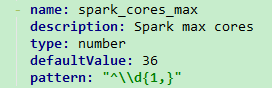 - name: spark_cores_max
description: Spark max cores
type: number
defaultValue: 36
pattern: "^\\d{1,}"